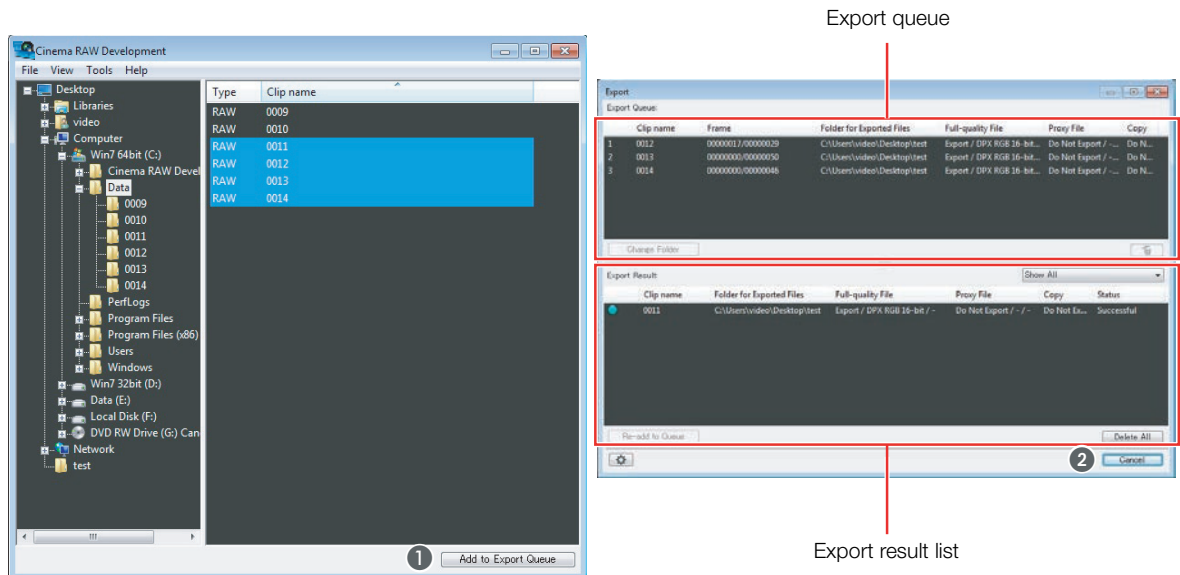 Export queue
Cinema RAW Development
File View Tools Help
Desktop
Libraries
video
Computer
Win7 64bit (C:)
Cinema RAW Devel
Data
0009
0010
0011
0012
0013
0014
PerfLogs
Program Files
Program Files (x86)
Users
Windows
Win7 32bit (D:)
Data (E:)
Local Disk (F:)
DVD RW Drive (G:) Can
Network
test
Type Clip name
RAW 0009
RAW 0010
RAW 0011
RAW 0012
RAW 0013
RAW 0014
1 Add to Export Queue
Export
Export Queue:
Clip name Frame Folder for Exported Files Full-quality File Proxy File Copy
1 0012 00000017/00000029 C:\Users\video\Desktop\test Export / DPX RGB 16-bit... Do Not Export / -... Do N...
2 0013 00000000/00000050 C:\Users\video\Desktop\test Export / DPX RGB 16-bit... Do Not Export / -... Do N...
3 0014 00000000/00000046 C:\Users\video\Desktop\test Export / DPX RGB 16-bit... Do Not Export / -... Do N...
Change Folder
Export Result: Show All
Clip name Folder for Exported Files Full-quality File Proxy File Copy Status
0011 C:\Users\video\Desktop\test Export / DPX RGB 16-bit / - Do Not Export / - / - Do Not Ex... Successful
Re-add to Queue Delete All
2 Cancel
Export result list